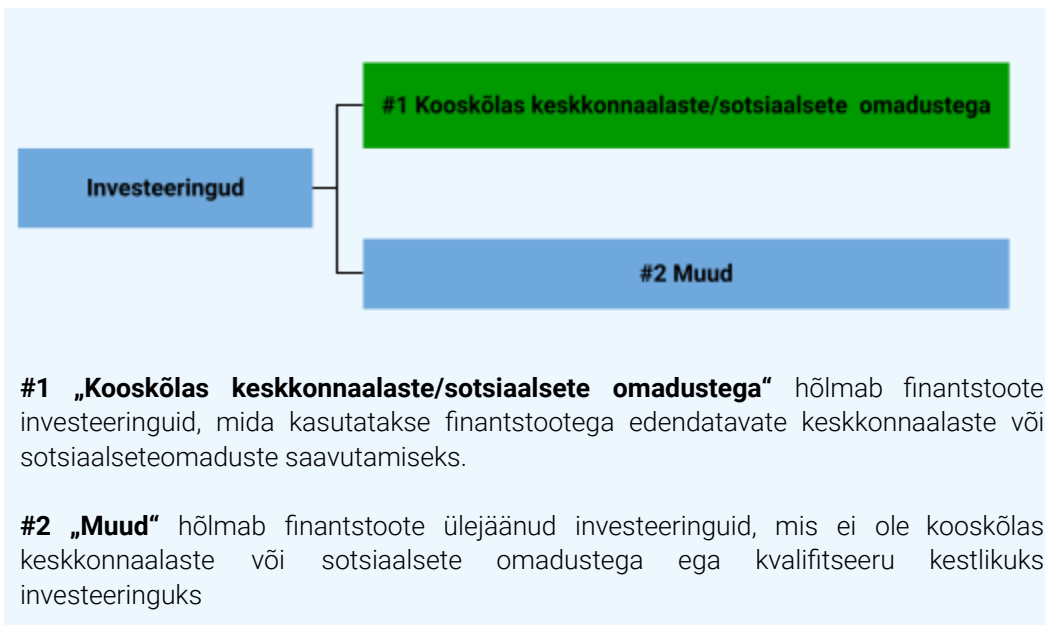 #1 Kooskõlas keskkonnaalaste/sotsiaalsete omadustega
Investeeringud
#2 Muud
#1 „Kooskõlas keskkonnaalaste/sotsiaalsete omadustega“ hõlmab finantstoote
investeeringuid, mida kasutatakse finantstootega edendatavate keskkonnaalaste või
sotsiaalseteomaduste saavutamiseks.
#2 „Muud“ hõlmab finantstoote ülejäänud investeeringuid, mis ei ole kooskõlas
keskkonnaalaste või sotsiaalsete omadustega ega kvalifitseeru kestlikuks
investeeringuks